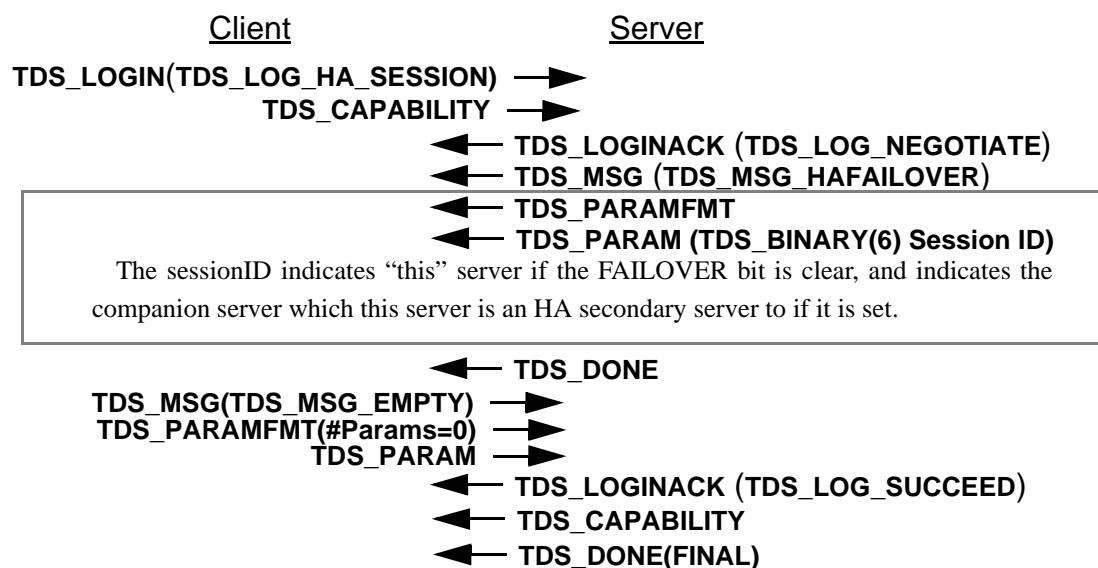 Client Server
TDS_LOGIN(TDS_LOG_HA_SESSION)
TDS_CAPABILITY
TDS_LOGINACK (TDS_LOG_NEGOTIATE)
TDS_MSG (TDS_MSG_HAFAILOVER)
TDS_PARAMFMT
TDS_PARAM (TDS_BINARY(6) Session ID)
The sessionID indicates “this” server if the FAILOVER bit is clear, and indicates the
companion server which this server is an HA secondary server to if it is set.
TDS_DONE
TDS_MSG(TDS_MSG_EMPTY)
TDS_PARAMFMT(#Params=0)
TDS_PARAM
TDS_LOGINACK (TDS_LOG_SUCCEED)
TDS_CAPABILITY
TDS_DONE(FINAL)